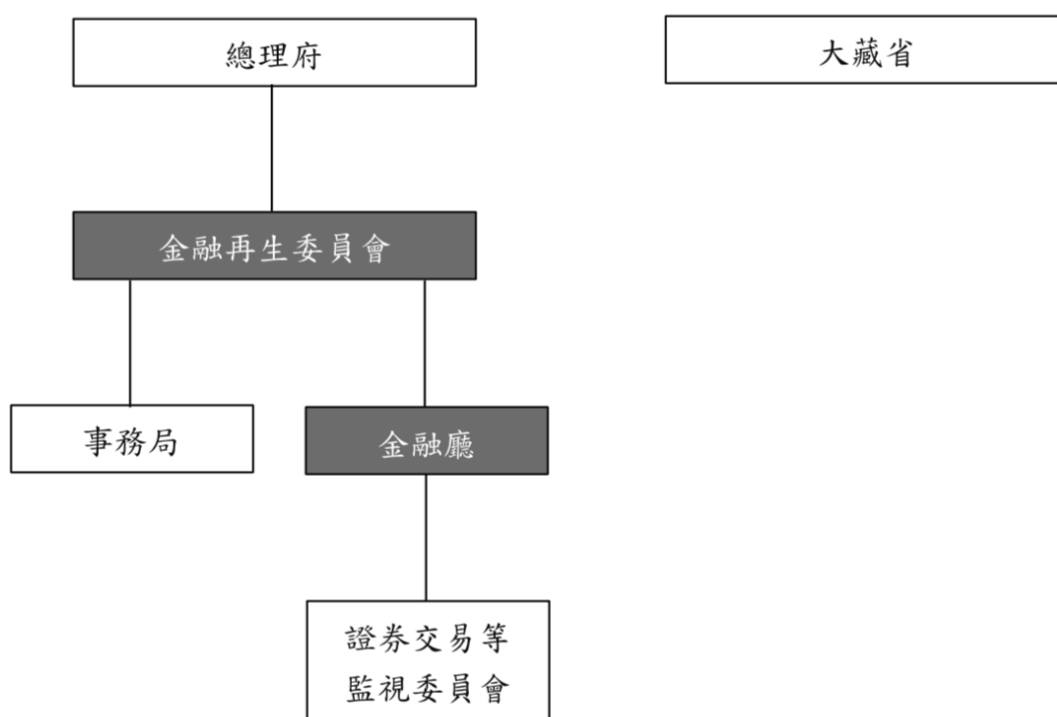 總理府
大藏省
金融再生委員會
事務局
金融廳
證券交易等
監視委員會